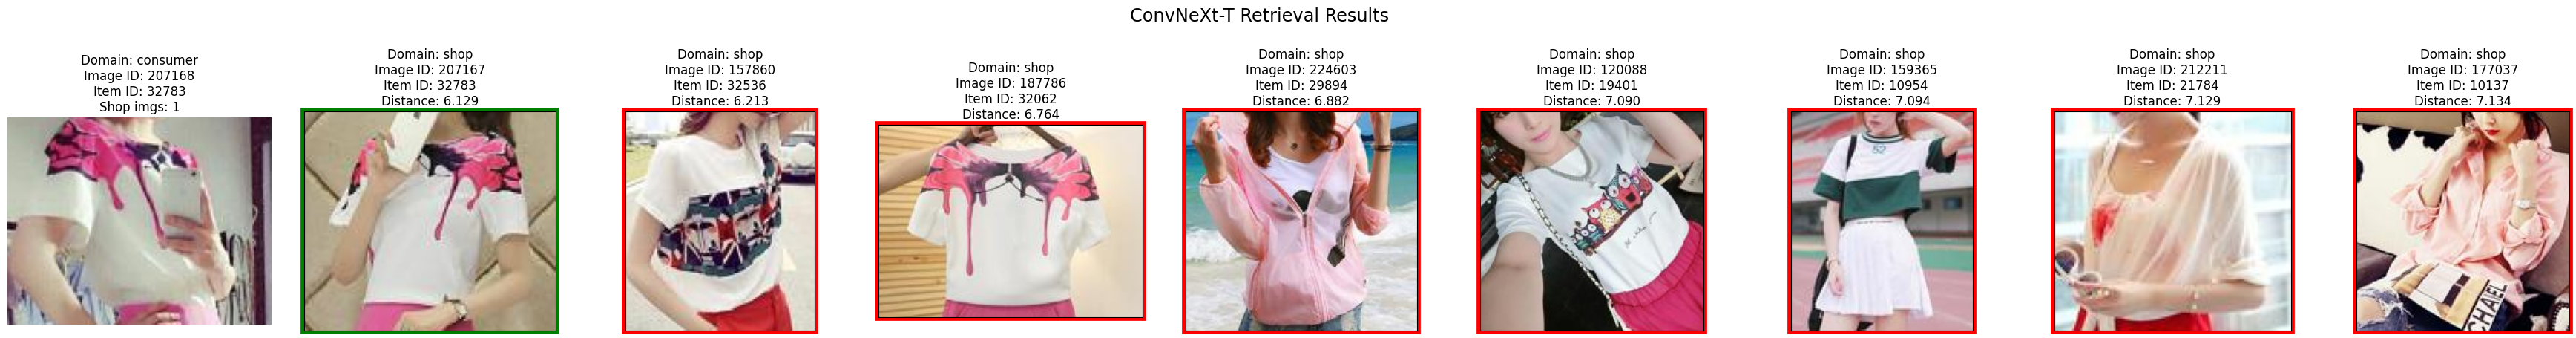 ConvNeXt-T Retrieval Results
Domain: consumer
Image ID: 207168
Item ID: 32783
Shop imgs: 1
Domain: shop
Image ID: 207167
Item ID: 32783
Distance: 6.129
Domain: shop
Image ID: 157860
Item ID: 32536
Distance: 6.213
Domain: shop
Image ID: 187786
Item ID: 32062
Distance: 6.764
Domain: shop
Image ID: 224603
Item ID: 29894
Distance: 6.882
Domain: shop
Image ID: 120088
Item ID: 19401
Distance: 7.090
Domain: shop
Image ID: 159365
Item ID: 10954
Distance: 7.094
52
Domain: shop
Image ID: 212211
Item ID: 21784
Distance: 7.129
Domain: shop
Image ID: 177037
Item ID: 10137
Distance: 7.134
CHAEL